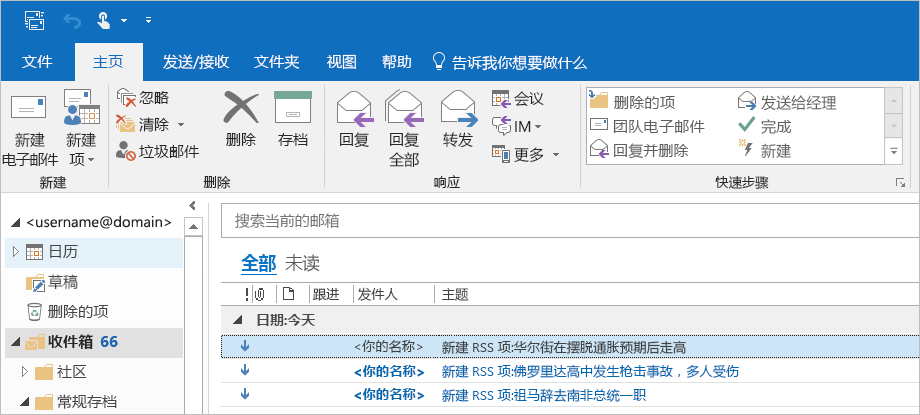 文件 主页 发送/接收 文件夹 视图 帮助 告诉我你想要做什么
新建
电子邮件
新建
项
新建
忽略
清除
垃圾邮件
删除
存档
删除
回复
回复
全部
转发
会议
IM
更多
响应
删除的项
团队电子邮件
回复并删除
发送给经理
完成
新建
快速步骤
<username@domain>
日历
草稿
删除的项
收件箱 66
社区
常规存档
搜索当前的邮箱
全部 未读
! 跟进 发件人 主题
日期:今天
<你的名称> 新建 RSS 项:华尔街在摆脱通胀预期后走高
<你的名称> 新建 RSS 项:佛罗里达高中发生枪击事故，多人受伤
<你的名称> 新建 RSS 项:祖马辞去南非总统一职